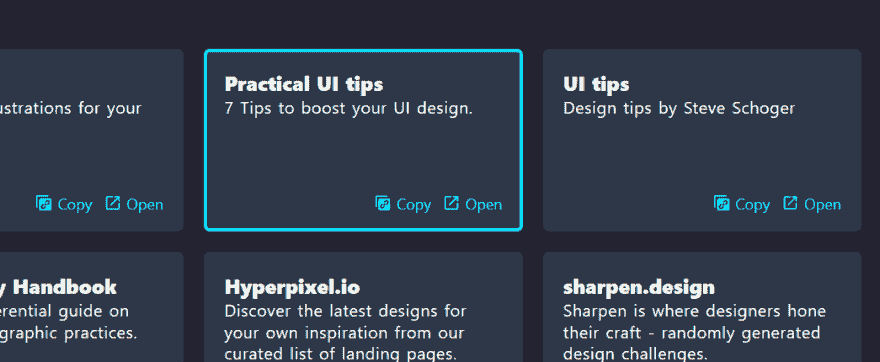 ustrations for your
Copy Open
Practical UI tips
7 Tips to boost your UI design.
Copy Open
UI tips
Design tips by Steve Schoger
Copy Open
y Handbook
erential guide on
graphic practices.
Hyperpixel.io
Discover the latest designs for
your own inspiration from our
curated list of landing pages.
sharpen.design
Sharpen is where designers hone
their craft - randomly generated
design challenges.